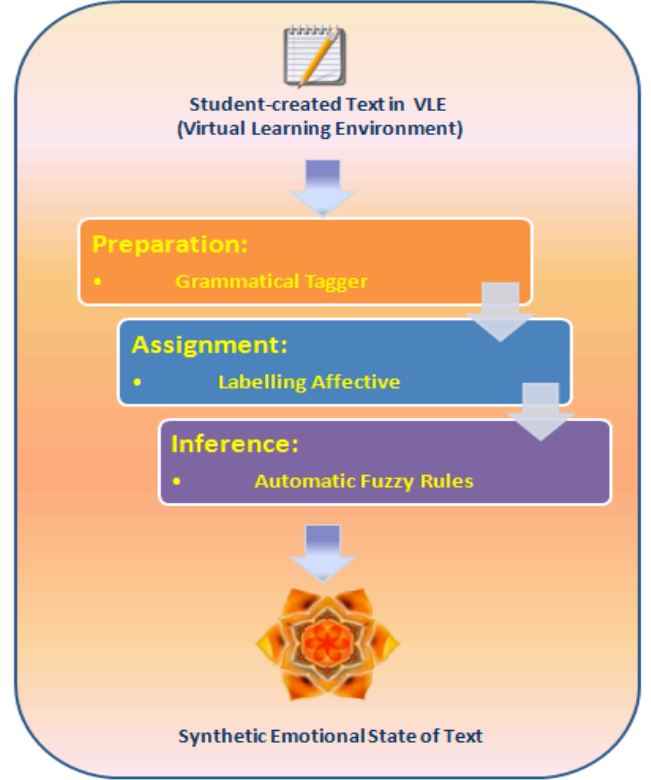 Student-created Text in VLE
(Virtual Learning Environment)
Preparation:
• Grammatical Tagger
Assignment:
• Labelling Affective
Inference:
• Automatic Fuzzy Rules
Synthetic Emotional State of Text